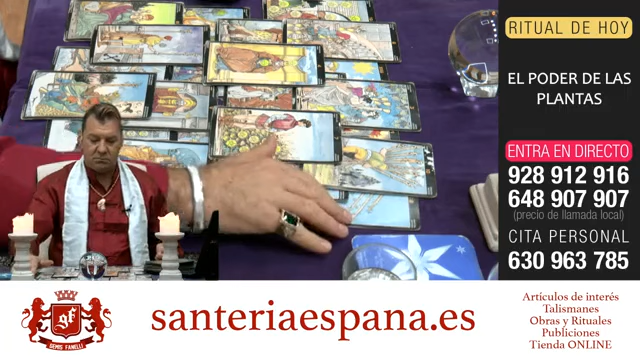 RITUAL DE HOY
EL PODER DE LAS
PLANTAS
ENTRA EN DIRECTO
928 912 916
648 907 907
(precio de llamada local)
CITA PERSONAL
630 963 785
gf
GEMIS FANELLI
santeriaespana.es
Artículos de interés
Talismanes
Obras y Rituales
Publiciones
Tienda ONLINE